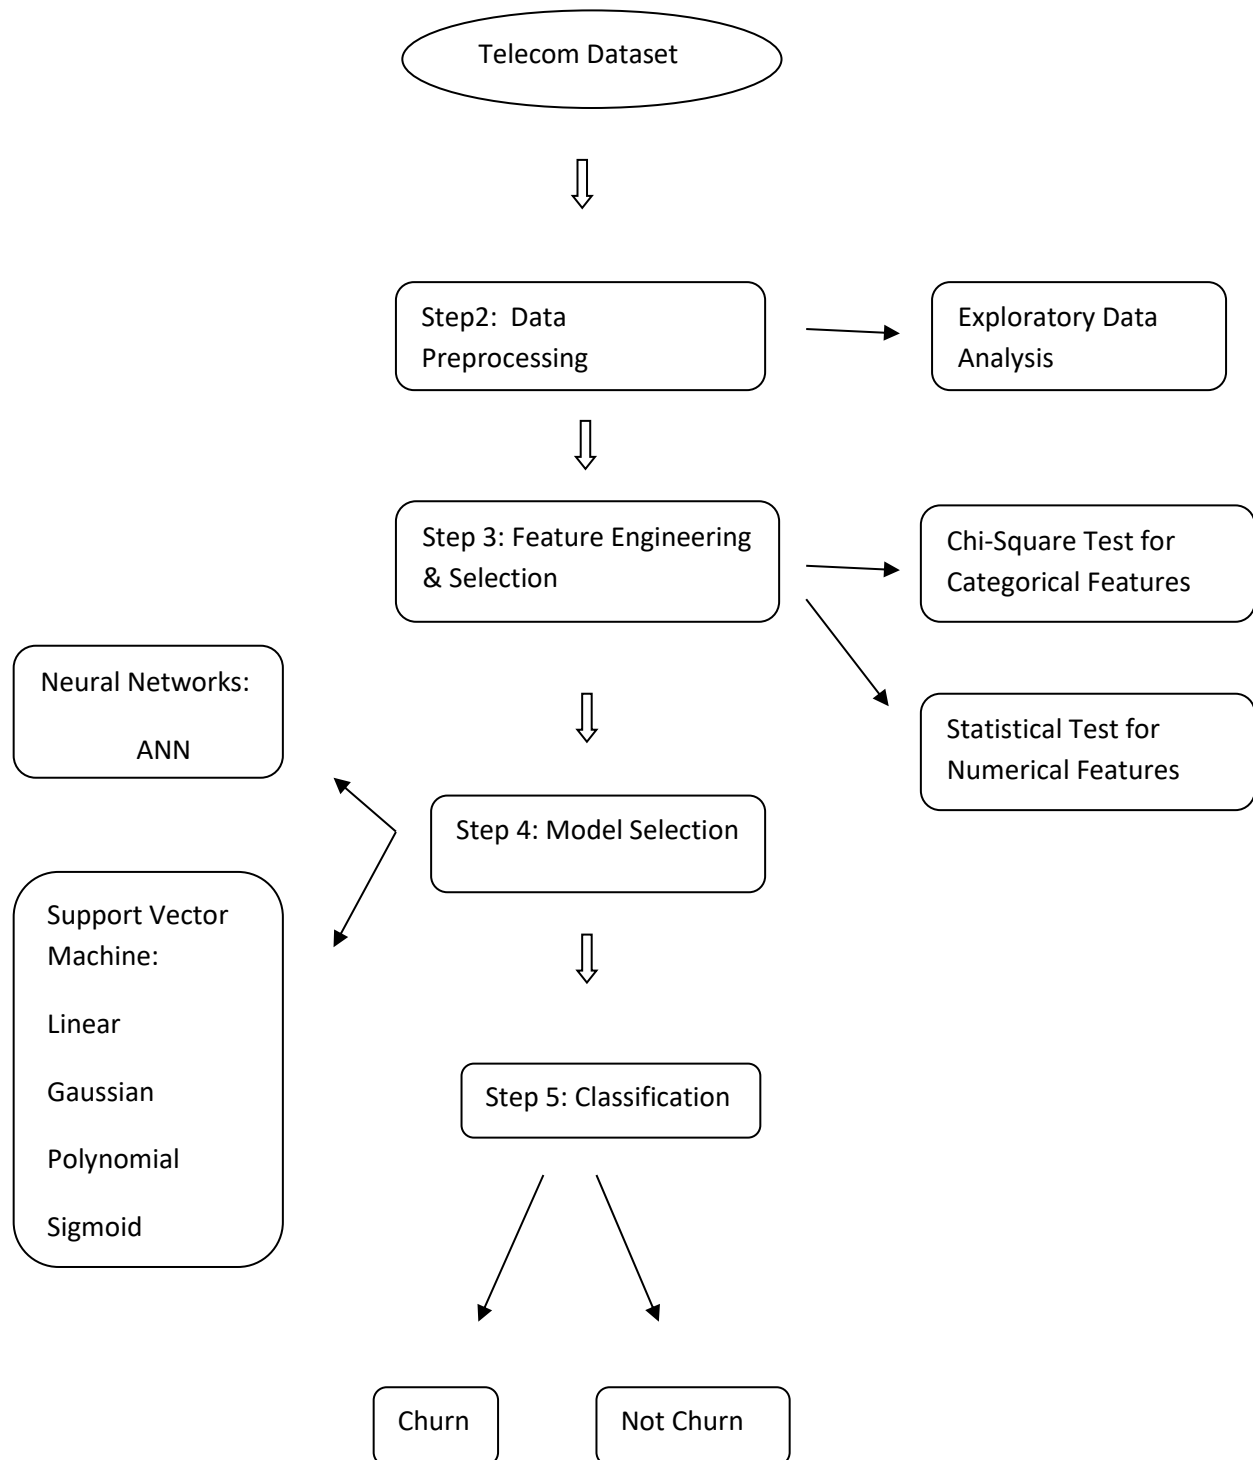 Telecom Dataset
Step2:  Data
Preprocessing
Exploratory Data
Analysis
Step 3: Feature Engineering
& Selection
Chi-Square Test for
Categorical Features
Statistical Test for
Numerical Features
Neural Networks:
ANN
Step 4: Model Selection
Support Vector
Machine:
Linear
Gaussian
Polynomial
Sigmoid
Step 5: Classification
Churn
Not Churn